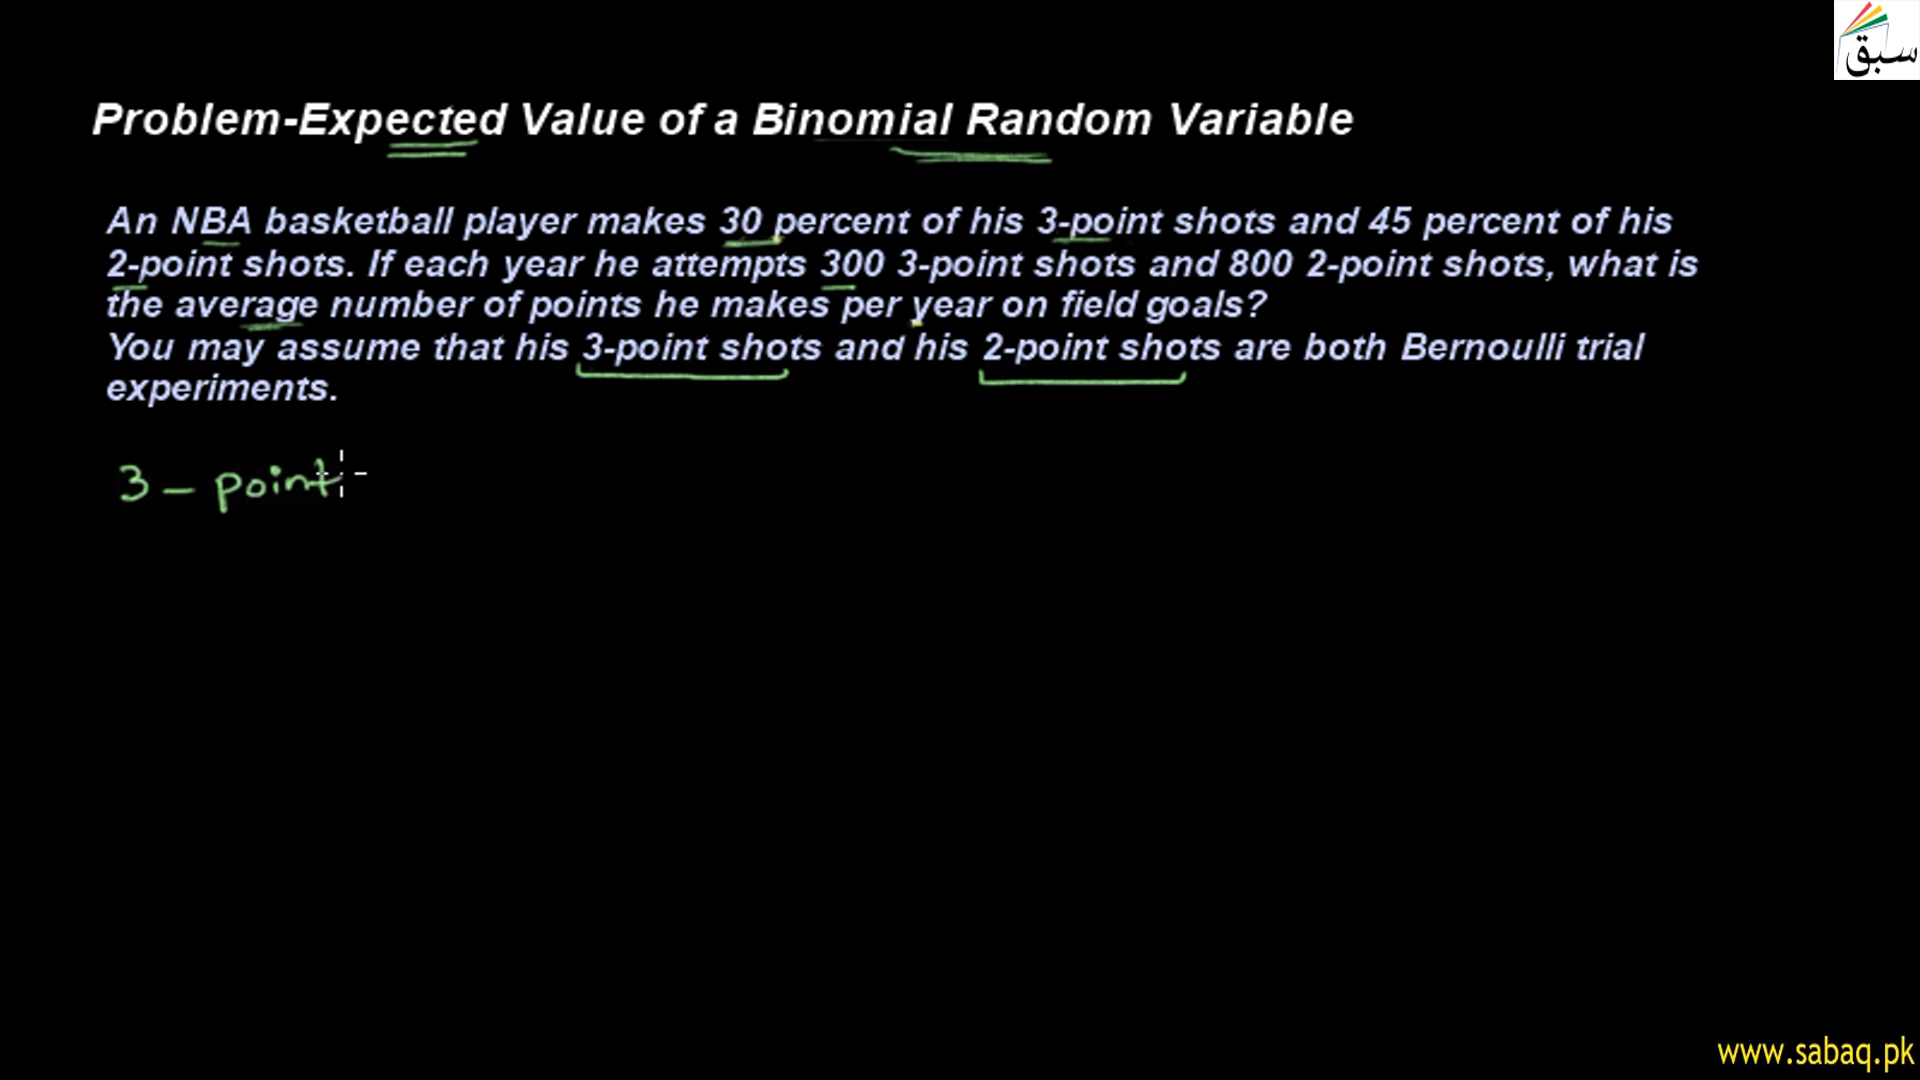 سبق
Problem-Expected Value of a Binomial Random Variable
An NBA basketball player makes 30 percent of his 3-point shots and 45 percent of his
2-point shots. If each year he attempts 300 3-point shots and 800 2-point shots, what is
the average number of points he makes per year on field goals?
You may assume that his 3-point shots and his 2-point shots are both Bernoulli trial
experiments.
3 - point
www.sabaq.pk